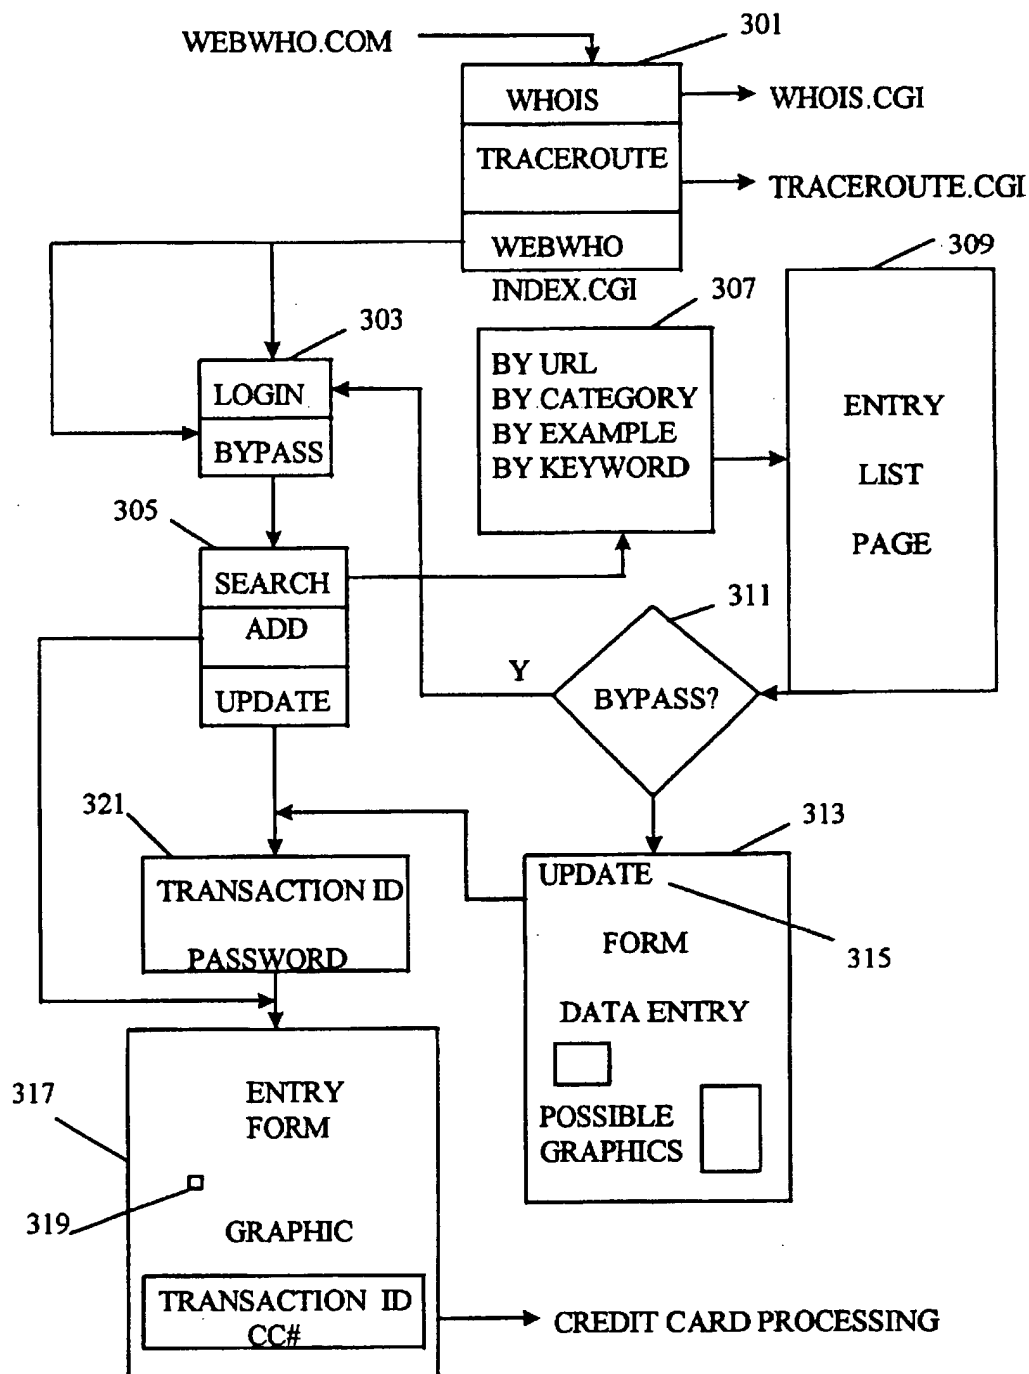 WEBWHO.COM
301
WHOIS
WHOIS.CGI
TRACEROUTE
TRACEROUTE.CGI
WEBWHO
INDEX.CGI
309
307
303
BY URL
BY CATEGORY
BY EXAMPLE
BY KEYWORD
LOGIN
BYPASS
ENTRY
LIST
PAGE
305
SEARCH
ADD
UPDATE
311
Y
BYPASS?
321
313
TRANSACTION ID
PASSWORD
UPDATE
315
FORM
DATA ENTRY
POSSIBLE
GRAPHICS
317
ENTRY
FORM
319
GRAPHIC
TRANSACTION ID
CC#
CREDIT CARD PROCESSING